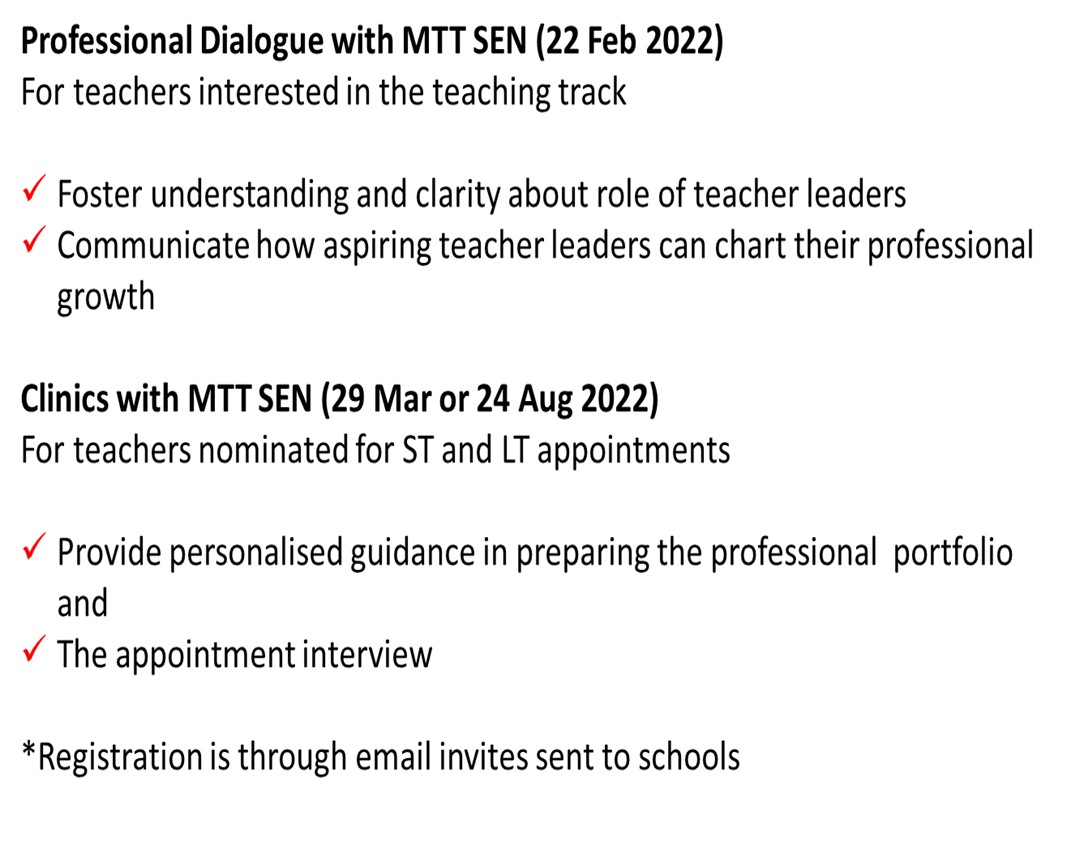 Professional Dialogue with MTT SEN (22 Feb 2022)
For teachers interested in the teaching track
✓ Foster understanding and clarity about role of teacher leaders
✓ Communicate how aspiring teacher leaders can chart their professional
growth
Clinics with MTT SEN (29 Mar or 24 Aug 2022)
For teachers nominated for ST and LT appointments
✓ Provide personalised guidance in preparing the professional  portfolio
and
✓ The appointment interview
*Registration is through email invites sent to schools